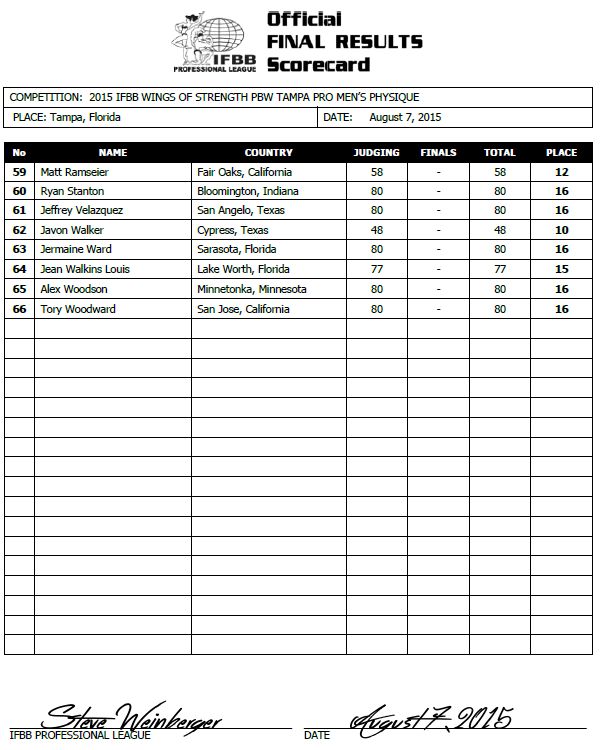 Official
FINAL RESULTS
Scorecard
IFBB
PROFESSIONAL LEAGUE
COMPETITION: 2015 IFBB WINGS OF STRENGTH PBW TAMPA PRO MEN'S PHYSIQUE
PLACE: Tampa, Florida DATE: August 7, 2015
No NAME COUNTRY JUDGING FINALS TOTAL PLACE
59 Matt Ramseier Fair Oaks, California 58 - 58 12
60 Ryan Stanton Bloomington, Indiana 80 - 80 16
61 Jeffrey Velazquez San Angelo, Texas 80 - 80 16
62 Javon Walker Cypress, Texas 48 - 48 10
63 Jermaine Ward Sarasota, Florida 80 - 80 16
64 Jean Walkins Louis Lake Worth, Florida 77 - 77 15
65 Alex Woodson Minnetonka, Minnesota 80 - 80 16
66 Tory Woodward San Jose, California 80 - 80 16
Steve Weinberger August 7, 2015
IFBB PROFESSIONAL LEAGUE DATE